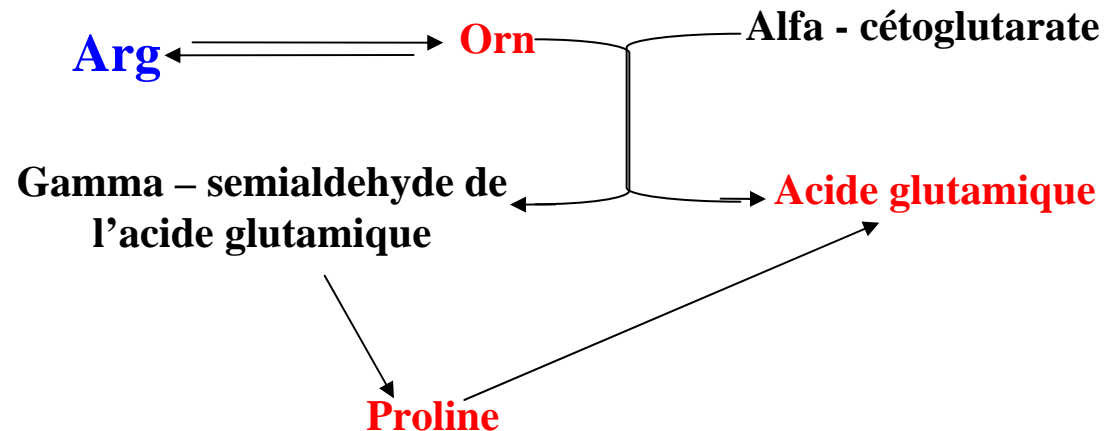 Arg
Orn
Alfa - cétoglutarate
Gamma – semialdehyde de
l’acide glutamique
Acide glutamique
Proline